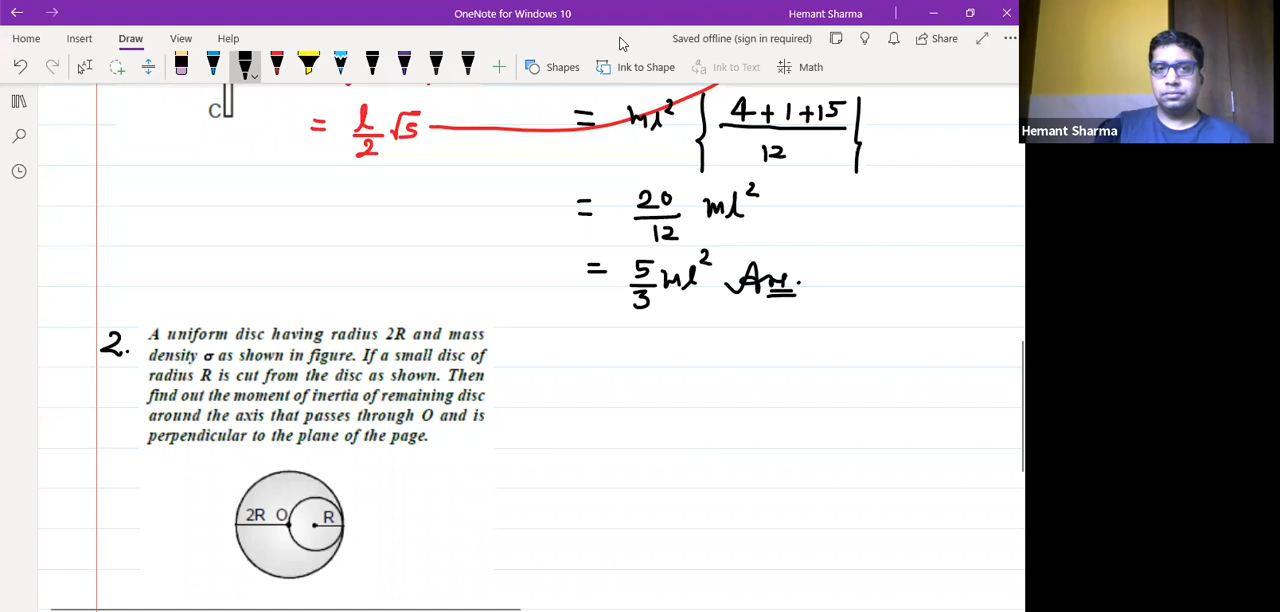 OneNote for Windows 10
Hemant Sharma
Home Insert Draw View Help
Saved offline (sign in required)
Share
Shapes
Ink to Shape
Ink to Text
Math
Hemant Sharma
C
= l/2 √5
= ml² { (4+1+15)/12 }
= 20/12 ml²
= 5/3 ml² Ans.
2.
A uniform disc having radius 2R and mass
density σ as shown in figure. If a small disc of
radius R is cut from the disc as shown. Then
find out the moment of inertia of remaining disc
around the axis that passes through O and is
perpendicular to the plane of the page.
2R O R